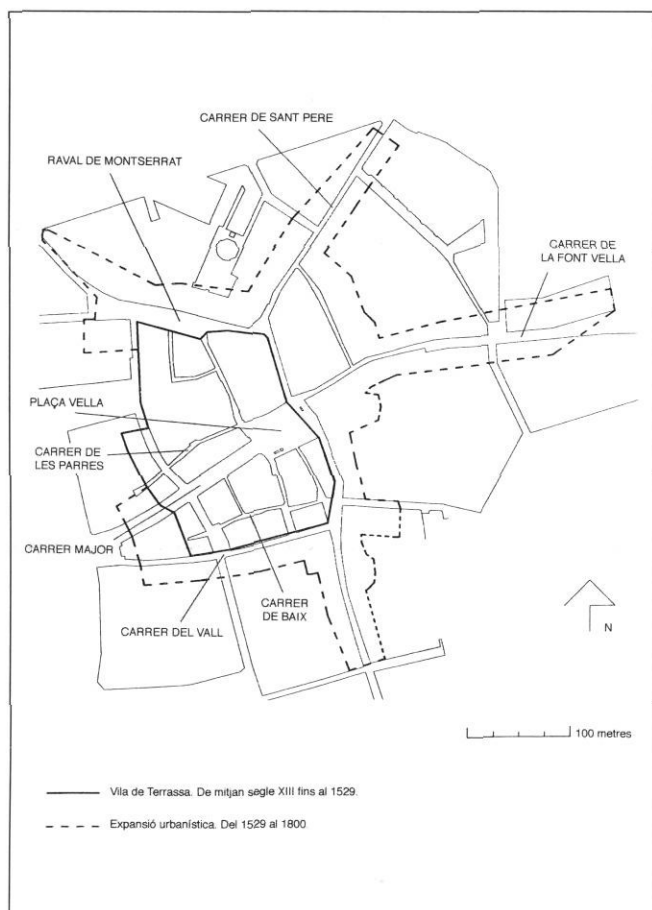 CARRER DE SANT PERE
RAVAL DE MONTSERRAT
CARRER DE
LA FONT VELLA
PLAÇA VELLA
CARRER DE
LES PARRES
CARRER MAJOR
CARRER DEL VALL
CARRER
DE BAIX
N
100 metres
Vila de Terrassa. De mitjan segle XIII fins al 1529.
Expansió urbanística. Del 1529 al 1800